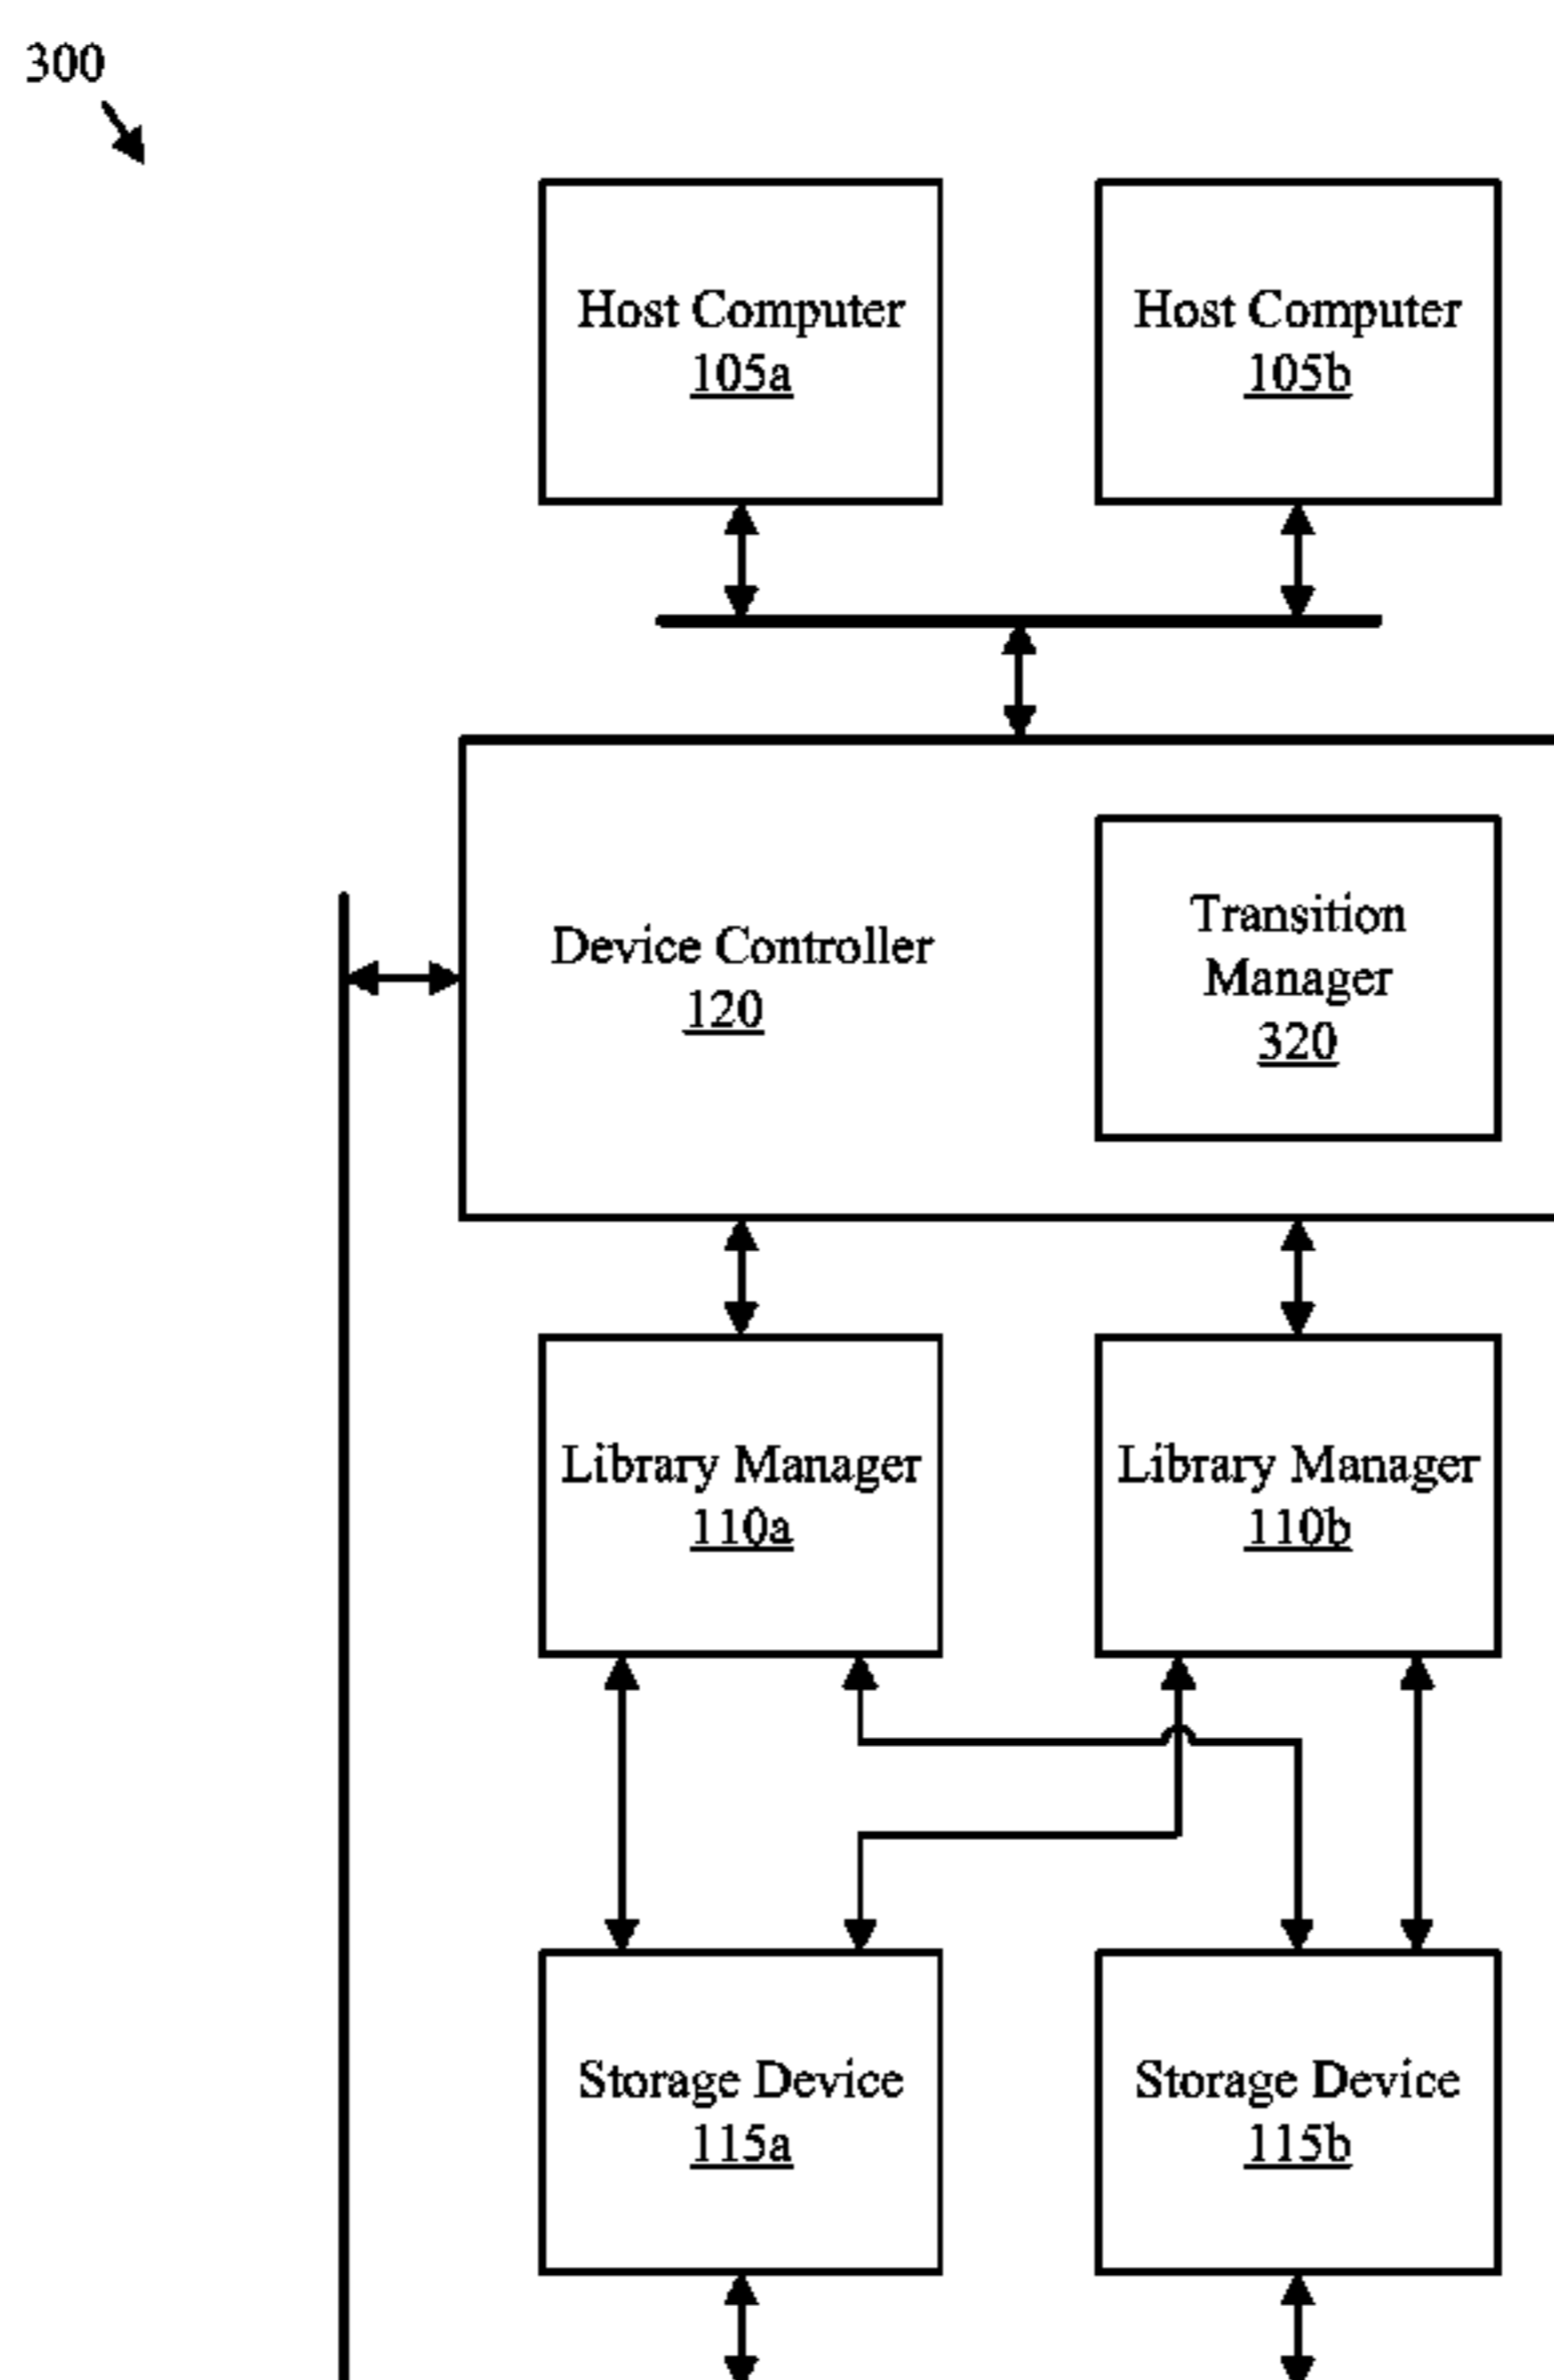 300
Host Computer
105a
Host Computer
105b
Device Controller
120
Transition
Manager
320
Library Manager
110a
Library Manager
110b
Storage Device
115a
Storage Device
115b